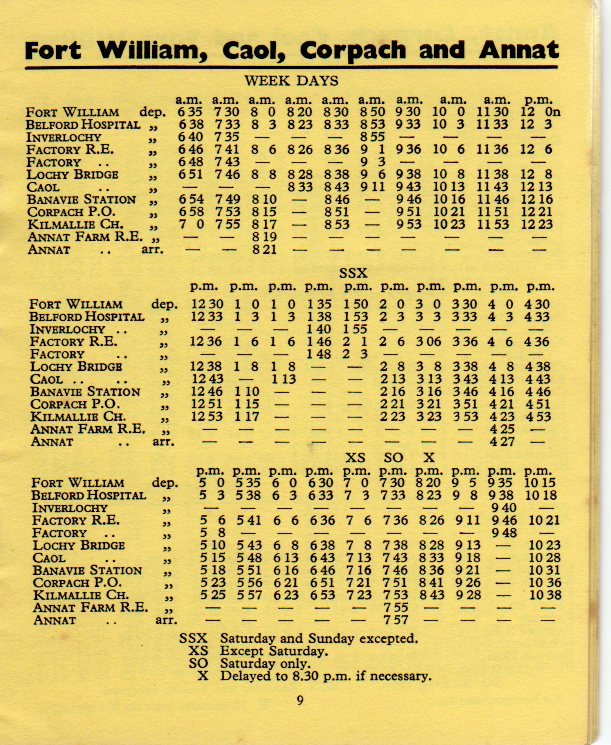 Fort William, Caol, Corpach and Annat
WEEK DAYS
a.m. a.m. a.m. a.m. a.m. a.m. a.m. a.m. a.m. p.m.
FORT WILLIAM dep. 6 35 7 30 8 0 8 20 8 30 8 50 9 30 10 0 11 30 12 0n
BELFORD HOSPITAL „ 6 38 7 33 8 3 8 23 8 33 8 53 9 33 10 3 11 33 12 3
INVERLOCHY „ 6 40 7 35 — — — 8 55 — — — —
FACTORY R.E. „ 6 46 7 41 8 6 8 26 8 36 9 1 9 36 10 6 11 36 12 6
FACTORY .. „ 6 48 7 43 — — — 9 3 — — — —
LOCHY BRIDGE „ 6 51 7 46 8 8 8 28 8 38 9 6 9 38 10 8 11 38 12 8
CAOL .. „ — — — 8 33 8 43 9 11 9 43 10 13 11 43 12 13
BANAVIE STATION „ 6 54 7 49 8 10 — 8 46 — 9 46 10 16 11 46 12 16
CORPACH P.O. „ 6 58 7 53 8 15 — 8 51 — 9 51 10 21 11 51 12 21
KILMALLIE CH. „ 7 0 7 55 8 17 — 8 53 — 9 53 10 23 11 53 12 23
ANNAT FARM R.E. „ — — 8 19 — — — — — — —
ANNAT .. arr. — — 8 21 — — — — — — —
SSX
p.m. p.m. p.m. p.m. p.m. p.m. p.m. p.m. p.m. p.m.
FORT WILLIAM dep. 12 30 1 0 1 0 1 35 1 50 2 0 3 0 3 30 4 0 4 30
BELFORD HOSPITAL „ 12 33 1 3 1 3 1 38 1 53 2 3 3 3 3 33 4 3 4 33
INVERLOCHY .. „ — — — 1 40 1 55 — — — — —
FACTORY R.E. „ 12 36 1 6 1 6 1 46 2 1 2 6 3 06 3 36 4 6 4 36
FACTORY .. „ — — — 1 48 2 3 — — — — —
LOCHY BRIDGE „ 12 38 1 8 1 8 — — 2 8 3 8 3 38 4 8 4 38
CAOL .. .. „ 12 43 — 1 13 — — 2 13 3 13 3 43 4 13 4 43
BANAVIE STATION „ 12 46 1 10 — — — 2 16 3 16 3 46 4 16 4 46
CORPACH P.O. „ 12 51 1 15 — — — 2 21 3 21 3 51 4 21 4 51
KILMALLIE CH. „ 12 53 1 17 — — — 2 23 3 23 3 53 4 23 4 53
ANNAT FARM R.E. „ — — — — — — — — 4 25 —
ANNAT .. arr. — — — — — — — — 4 27 —
XS SO X
p.m. p.m. p.m. p.m. p.m. p.m. p.m. p.m. p.m. p.m.
FORT WILLIAM dep. 5 0 5 35 6 0 6 30 7 0 7 30 8 20 9 5 9 35 10 15
BELFORD HOSPITAL „ 5 3 5 38 6 3 6 33 7 3 7 33 8 23 9 8 9 38 10 18
INVERLOCHY „ — — — — — — — — 9 40 —
FACTORY R.E. „ 5 6 5 41 6 6 6 36 7 6 7 36 8 26 9 11 9 46 10 21
FACTORY .. „ 5 8 — — — — — — — 9 48 —
LOCHY BRIDGE „ 5 10 5 43 6 8 6 38 7 8 7 38 8 28 9 13 — 10 23
CAOL .. „ 5 15 5 48 6 13 6 43 7 13 7 43 8 33 9 18 — 10 28
BANAVIE STATION „ 5 18 5 51 6 16 6 46 7 16 7 46 8 36 9 21 — 10 31
CORPACH P.O. „ 5 23 5 56 6 21 6 51 7 21 7 51 8 41 9 26 — 10 36
KILMALLIE CH. „ 5 25 5 57 6 23 6 53 7 23 7 53 8 43 9 28 — 10 38
ANNAT FARM R.E. „ — — — — — 7 55 — — — —
ANNAT .. arr. — — — — — 7 57 — — — —
SSX Saturday and Sunday excepted.
XS Except Saturday.
SO Saturday only.
X Delayed to 8.30 p.m. if necessary.
9